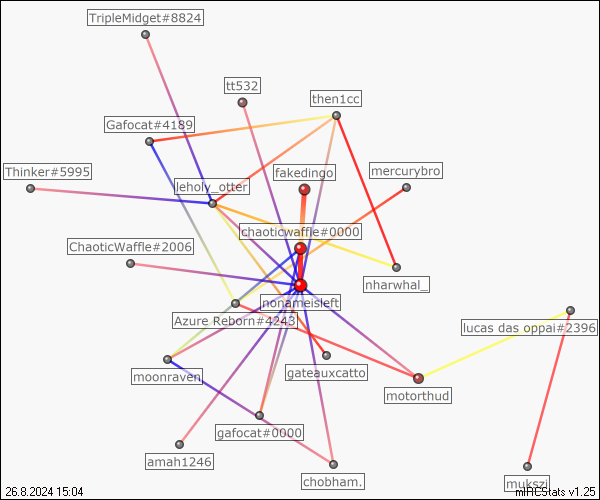 TripleMidget#8824
tt532
then1cc
Gafocat#4189
Thinker#5995
fakedingo
mercurybro
leholy_otter
chaoticwaffle#0000
ChaoticWaffle#2006
nharwhal_
nonameisleft
Azure Reborn#4243
lucas das oppai#2396
moonraven
gateauxcatto
motorthud
gafocat#0000
amah1246
chobham.
mukszi
26.8.2024 15:04
mIRCStats v1.25